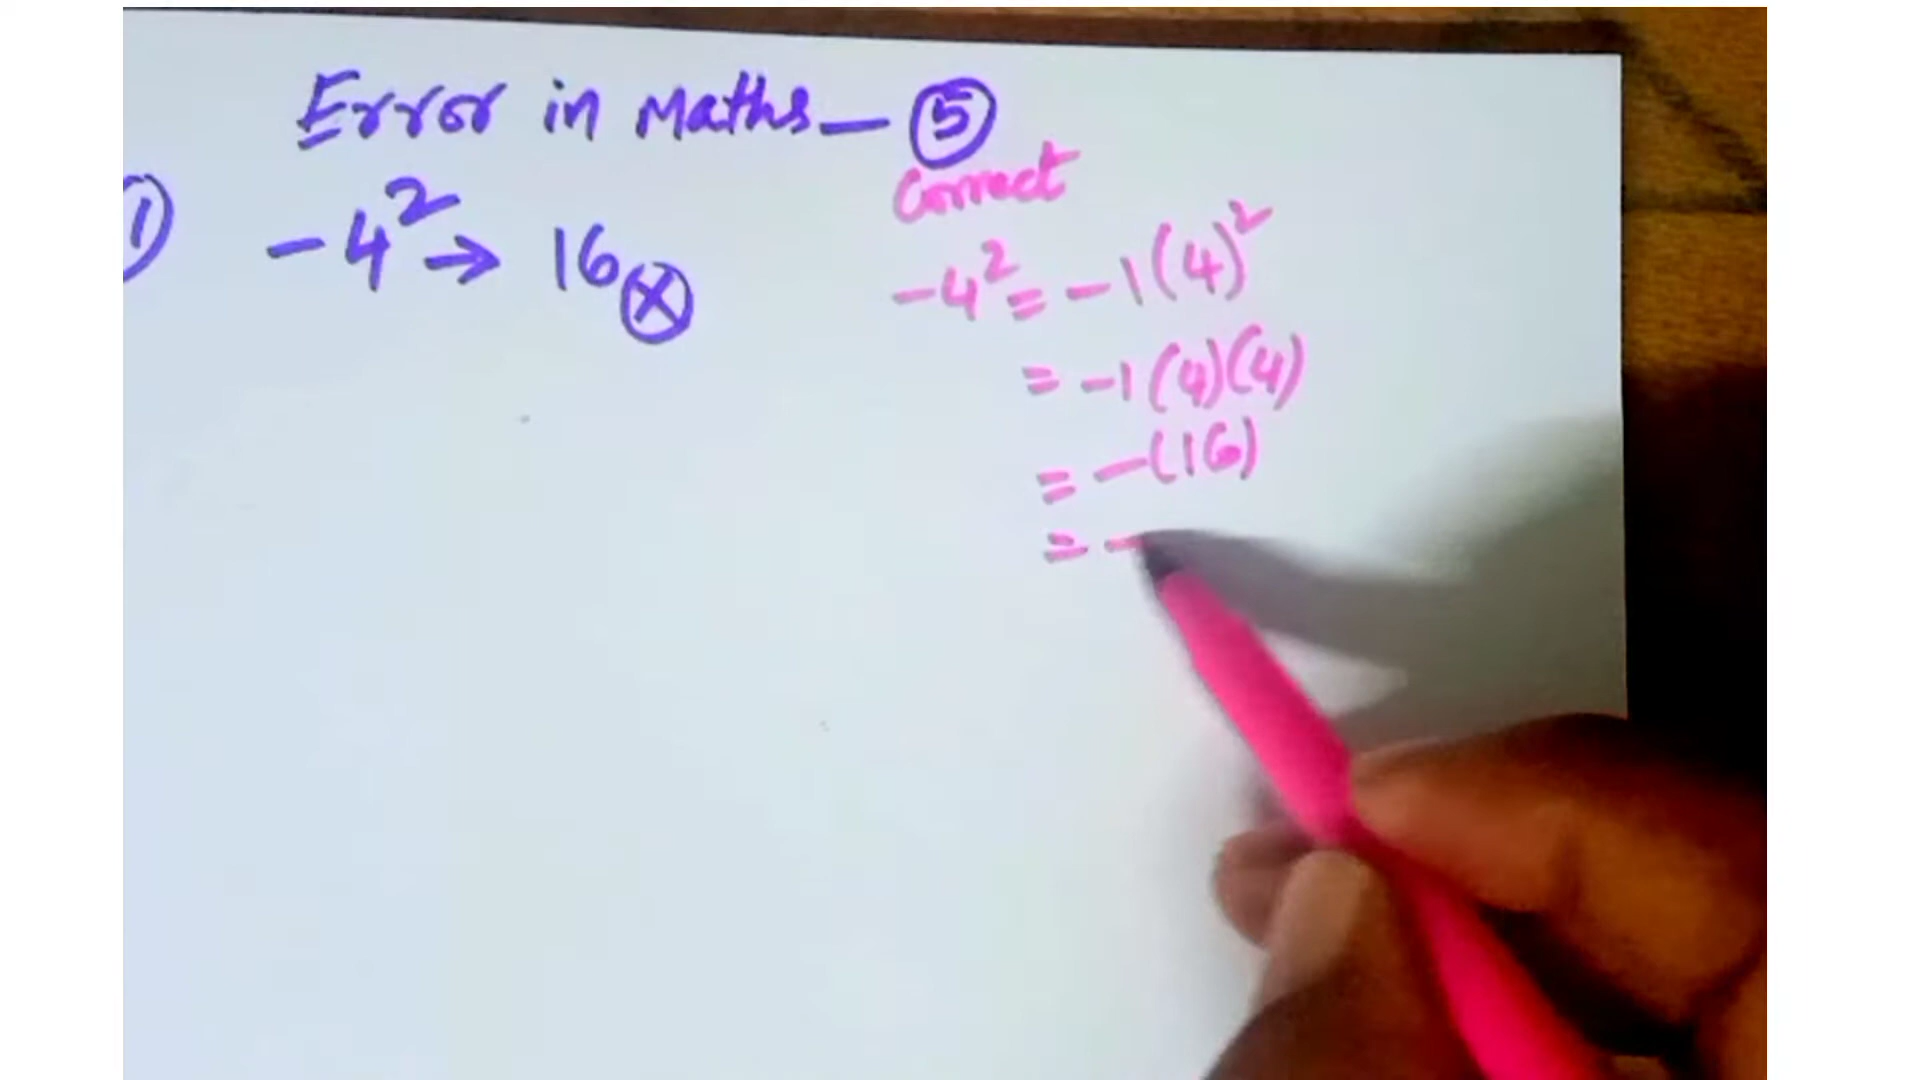 Error in Maths — ⑤
① -4² → 16 ⓧ
Correct
-4² = -1(4)²
= -1(4)(4)
= -(16)
= -